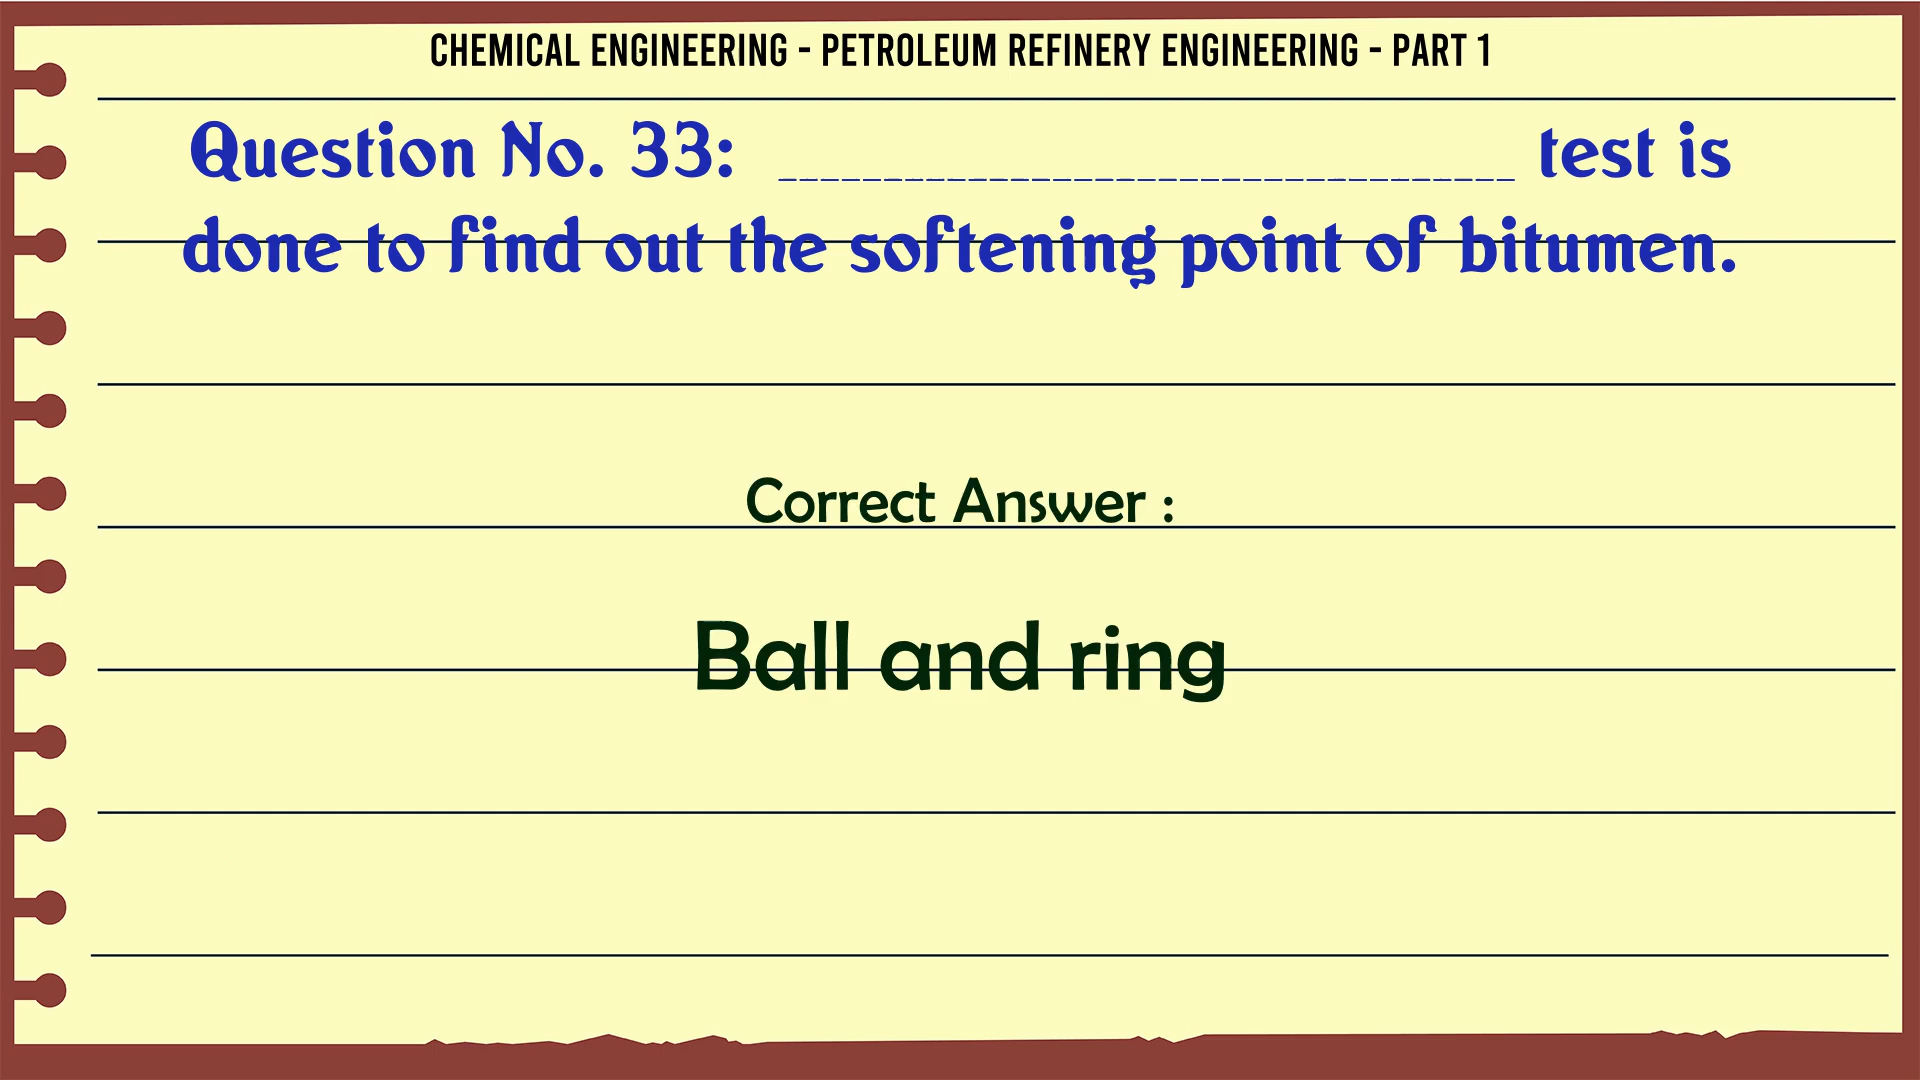 CHEMICAL ENGINEERING - PETROLEUM REFINERY ENGINEERING - PART 1
Question No. 33: ___________________________________ test is
done to find out the softening point of bitumen.
Correct Answer :
Ball and ring